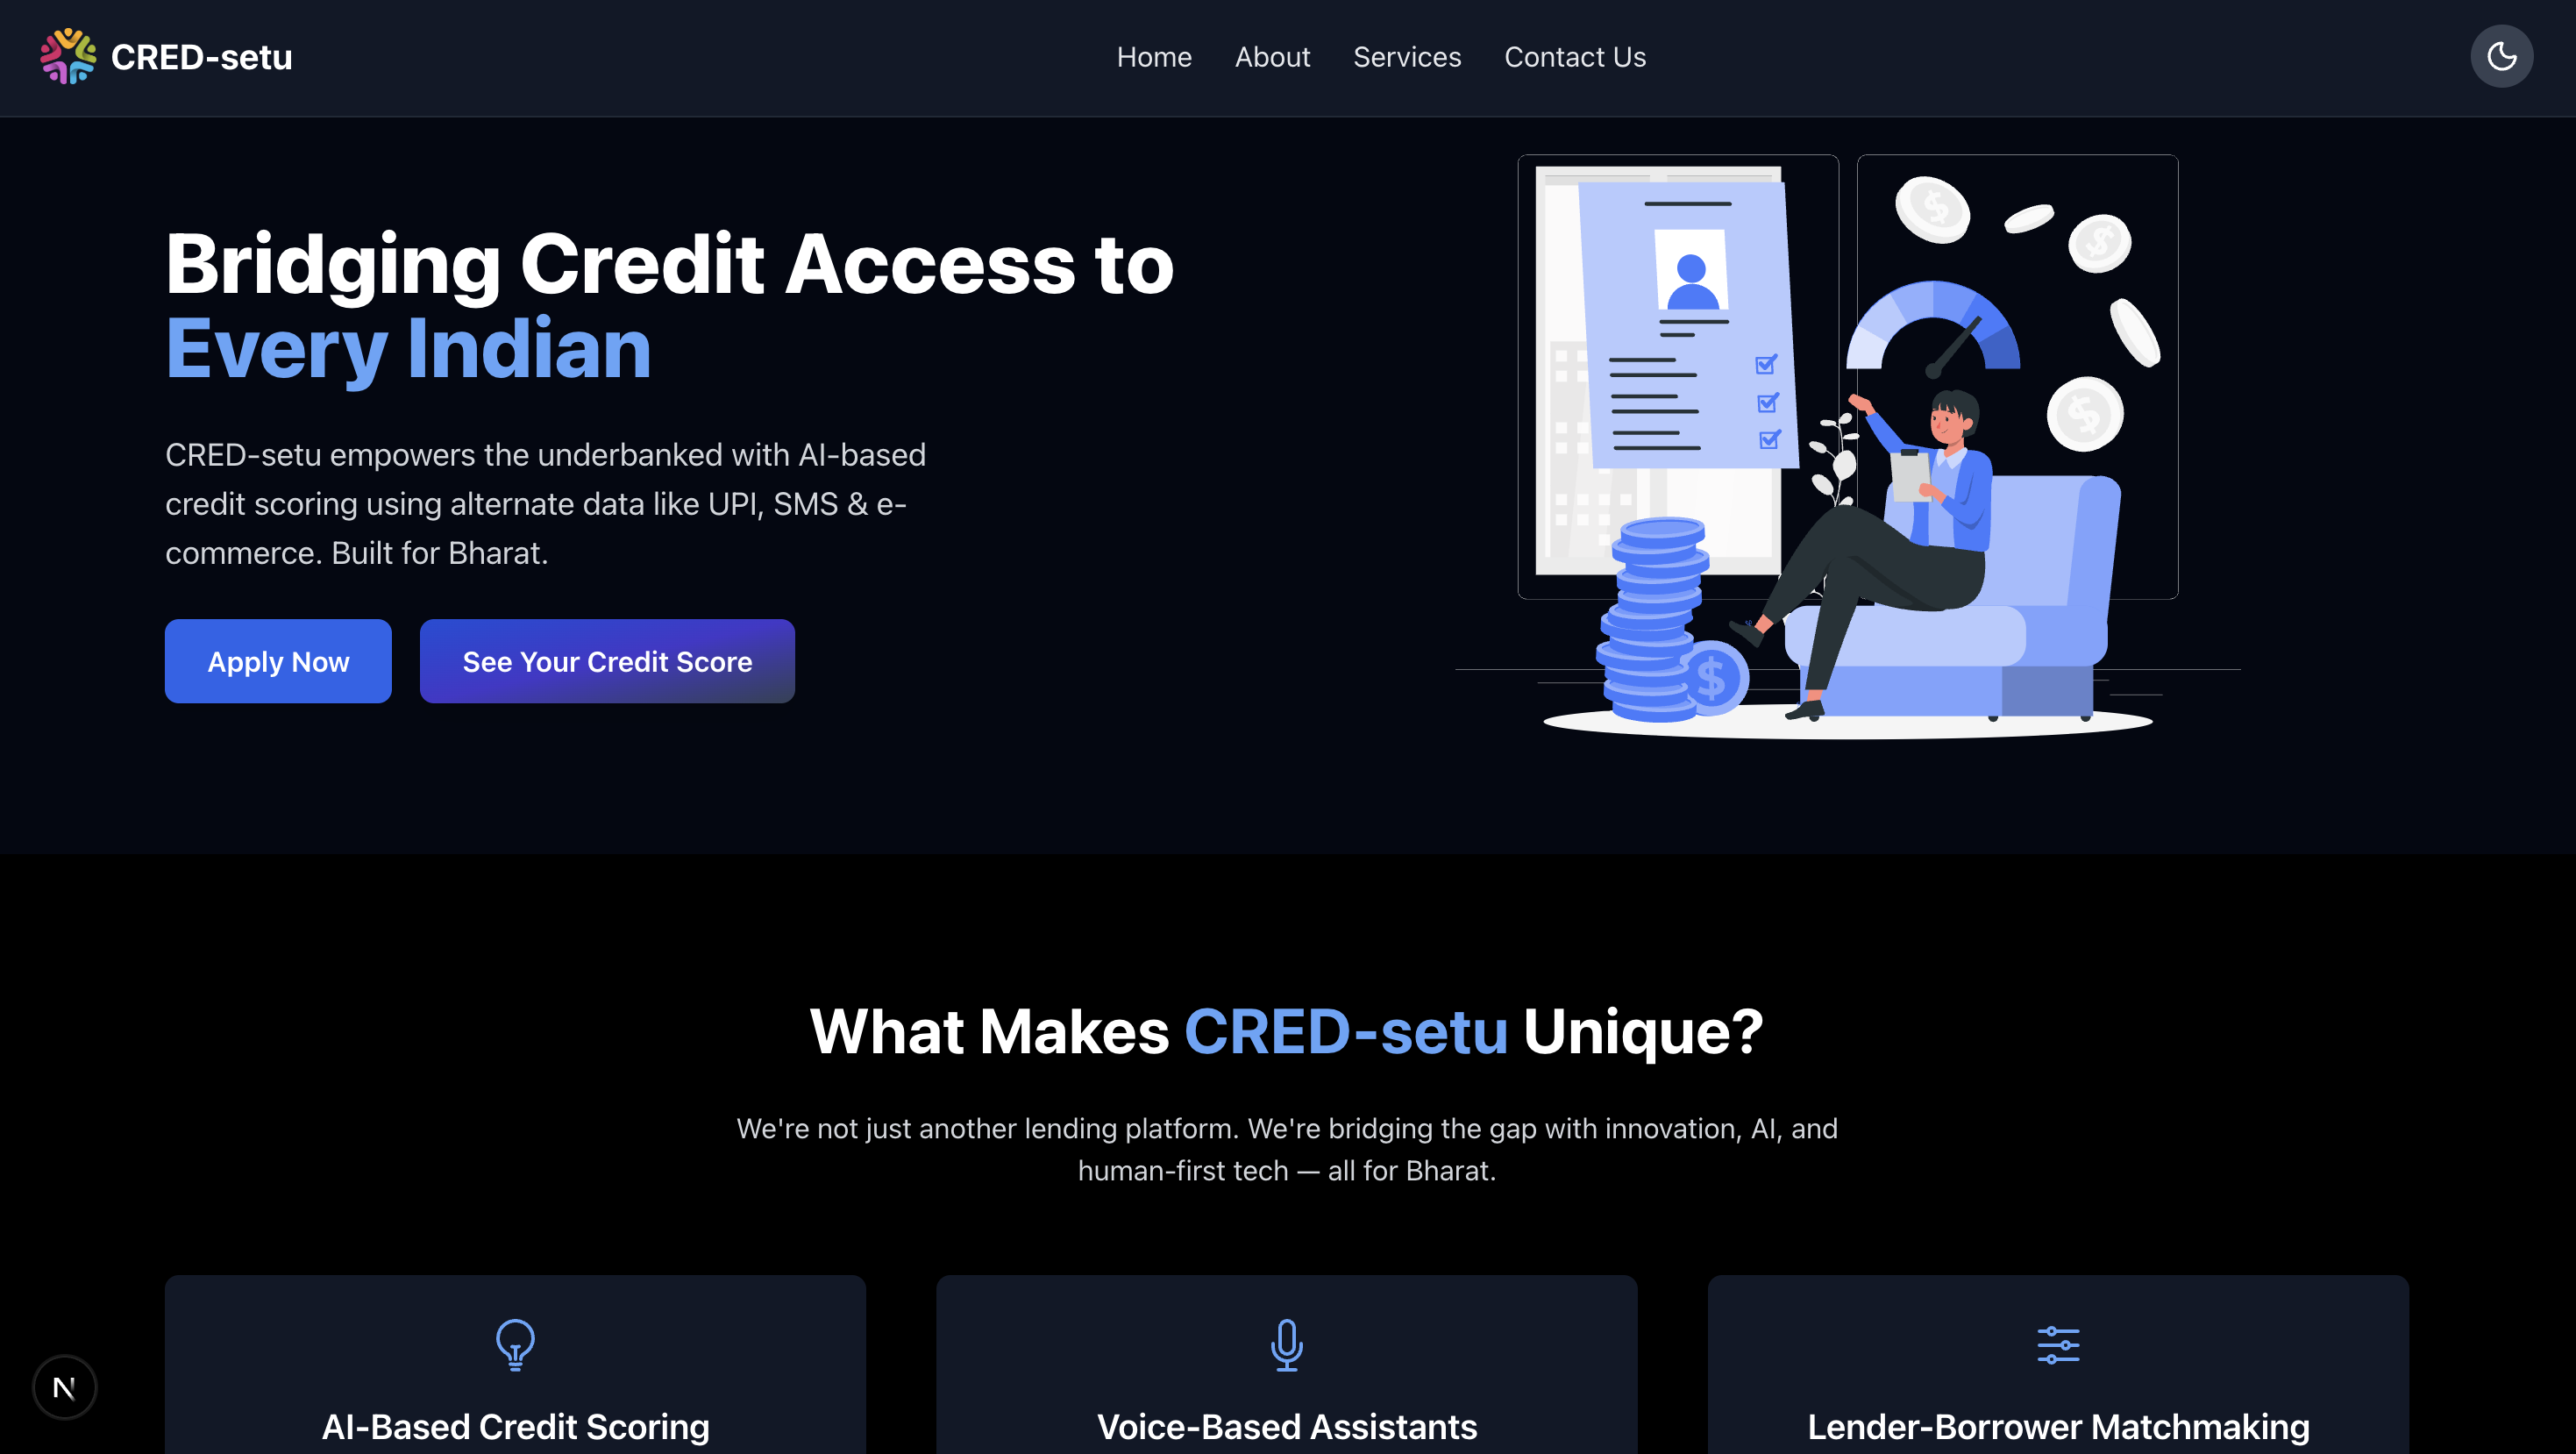 CRED-setu
Home
About
Services
Contact Us
Bridging Credit Access to
Every Indian
CRED-setu empowers the underbanked with AI-based
credit scoring using alternate data like UPI, SMS & e-
commerce. Built for Bharat.
Apply Now
See Your Credit Score
$
$
$
$
What Makes CRED-setu Unique?
We're not just another lending platform. We're bridging the gap with innovation, AI, and
human-first tech — all for Bharat.
AI-Based Credit Scoring
Voice-Based Assistants
Lender-Borrower Matchmaking
N